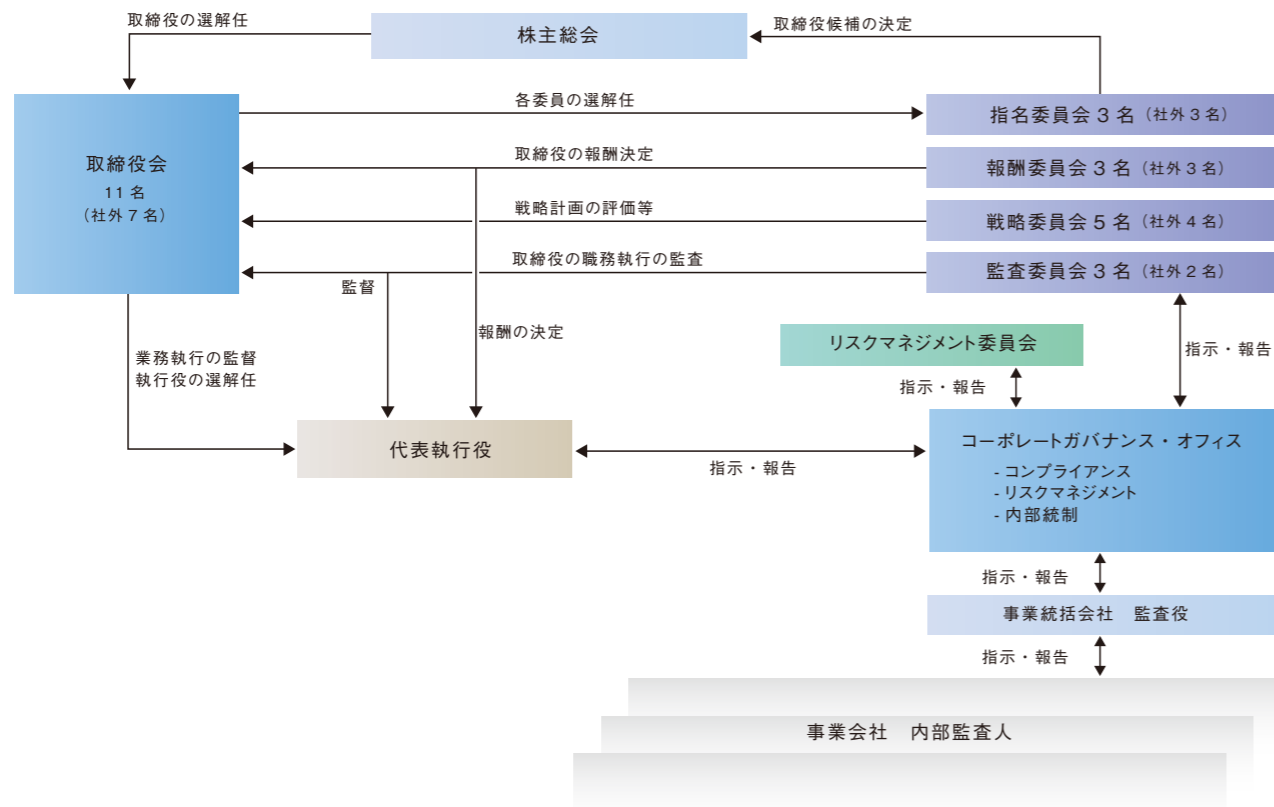 取締役の選解任
株主総会
取締役候補の決定
各委員の選解任
指名委員会 3 名（社外 3 名）
取締役会
11 名
（社外 7 名）
取締役の報酬決定
報酬委員会 3 名（社外 3 名）
戦略計画の評価等
戦略委員会 5 名（社外 4 名）
取締役の職務執行の監査
監査委員会 3 名（社外 2 名）
監督
報酬の決定
リスクマネジメント委員会
指示・報告
業務執行の監督
執行役の選解任
指示・報告
代表執行役
指示・報告
コーポレートガバナンス・オフィス
- コンプライアンス
- リスクマネジメント
- 内部統制
指示・報告
事業統括会社　監査役
指示・報告
事業会社　内部監査人